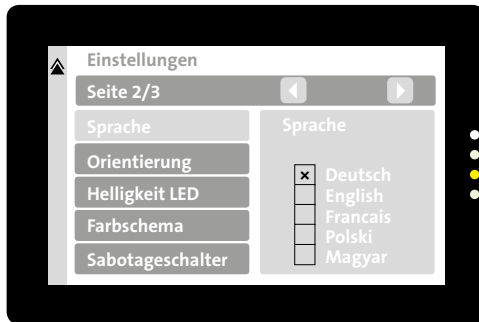 Einstellungen
Seite 2/3
Sprache
Sprache
Orientierung
Helligkeit LED
Farbschema
Sabotageschalter
× Deutsch
English
Francais
Polski
Magyar